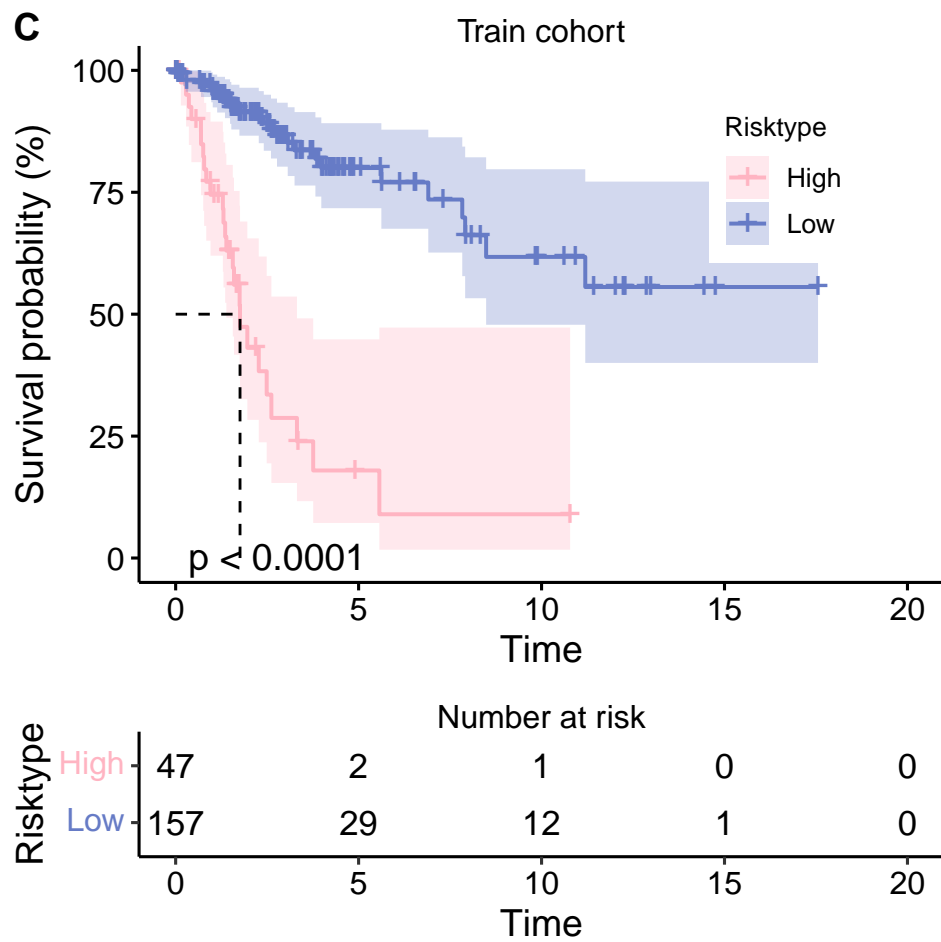 C
Train cohort
Survival probability (%)
100
75
50
25
0
Risktype
High
Low
p < 0.0001
0 5 10 15 20
Time
Number at risk
Risktype
High 47 2 1 0 0
Low 157 29 12 1 0
0 5 10 15 20
Time